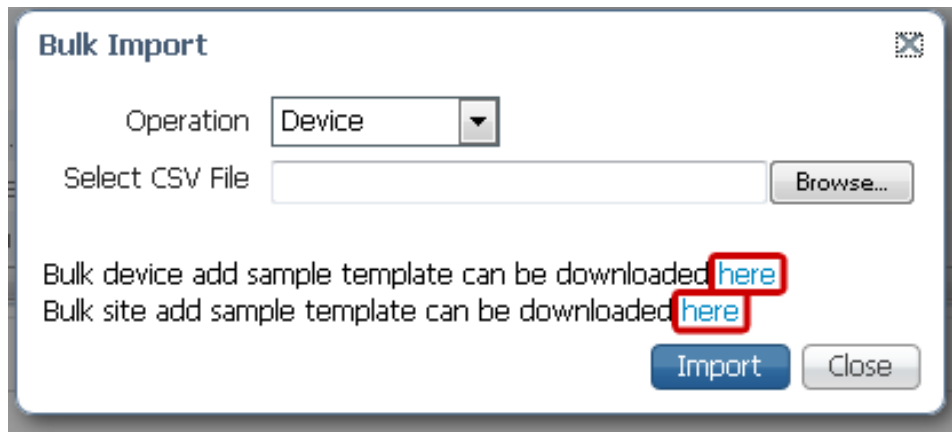 Bulk Import
Operation Device
Select CSV File Browse...
Bulk device add sample template can be downloaded here
Bulk site add sample template can be downloaded here
Import Close